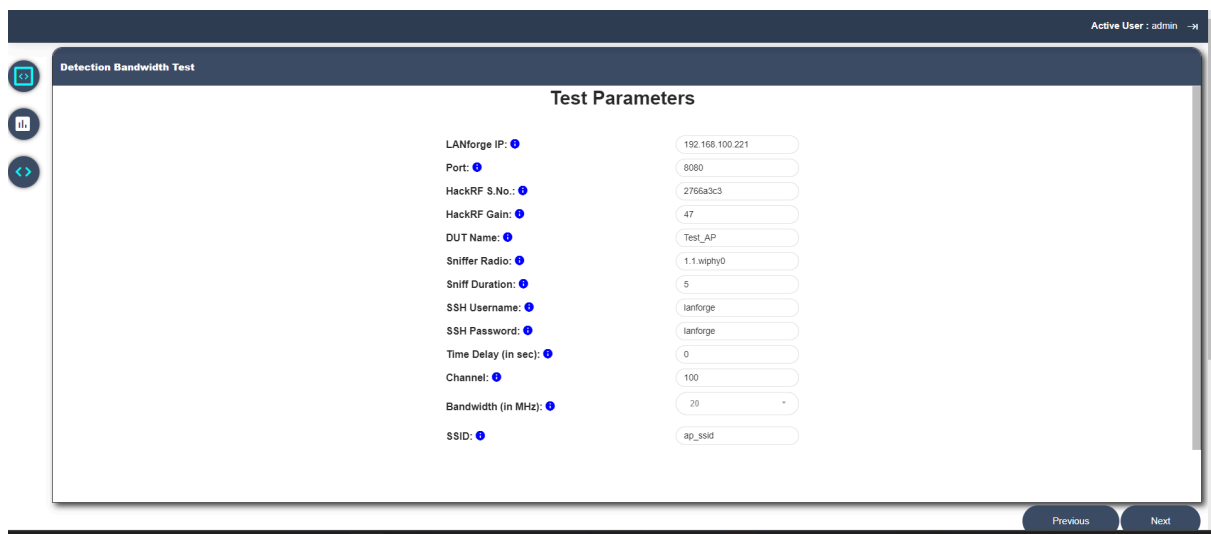 Active User : admin
Detection Bandwidth Test
Test Parameters
LANforge IP: 192.168.100.221
Port: 8080
HackRF S.No.: 2766a3c3
HackRF Gain: 47
DUT Name: Test_AP
Sniffer Radio: 1.1.wiphy0
Sniff Duration: 5
SSH Username: lanforge
SSH Password: lanforge
Time Delay (in sec): 0
Channel: 100
Bandwidth (in MHz): 20
SSID: ap_ssid
Previous Next